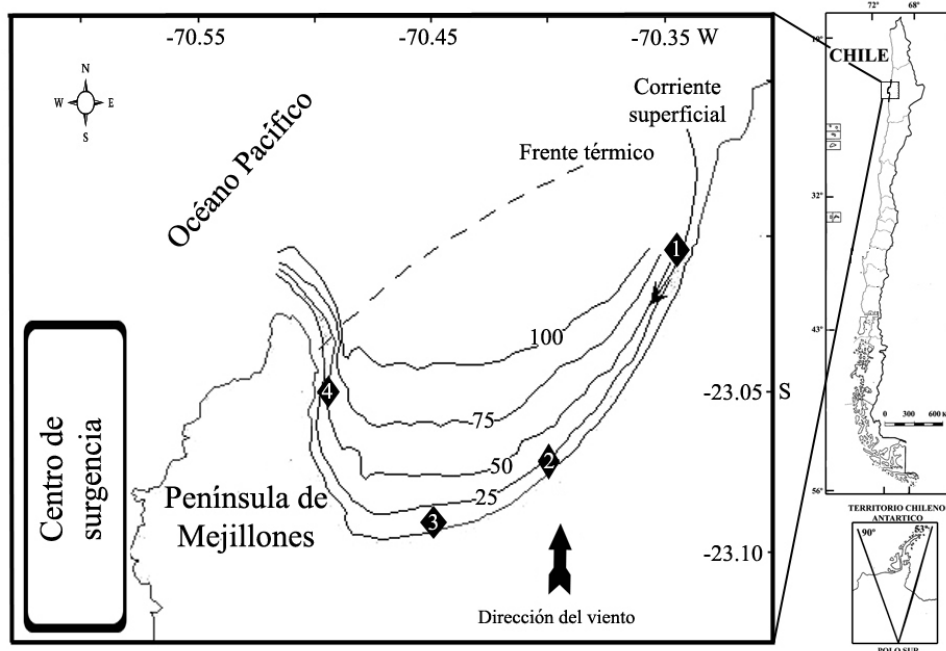 -70.55
-70.45
-70.35 W
N
W
E
S
Océano Pacífico
Corriente
superficial
Frente térmico
1
100
4
75
-23.05 S
50
2
25
3
Centro de
surgencia
Península de
Mejillones
-23.10
Dirección del viento
72° 68°
CHILE
32°
43°
0 300 600
56°
TERRITORIO CHILENO
ANTARTICO
90° 53°
POLO SUR